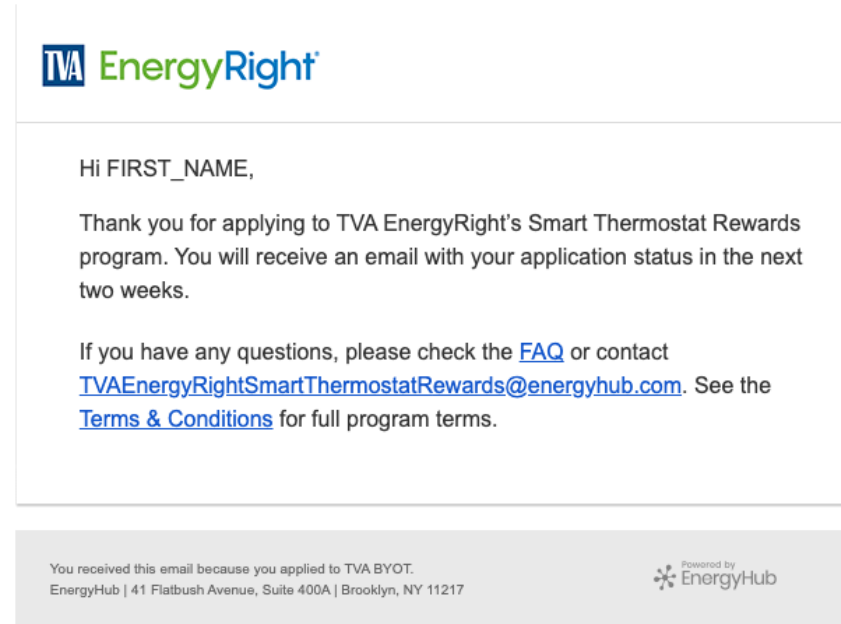 TVA EnergyRight®
Hi FIRST_NAME,
Thank you for applying to TVA EnergyRight’s Smart Thermostat Rewards
program. You will receive an email with your application status in the next
two weeks.
If you have any questions, please check the FAQ or contact
TVAEnergyRightSmartThermostatRewards@energyhub.com. See the
Terms & Conditions for full program terms.
You received this email because you applied to TVA BYOT.
EnergyHub | 41 Flatbush Avenue, Suite 400A | Brooklyn, NY 11217
Powered by
EnergyHub